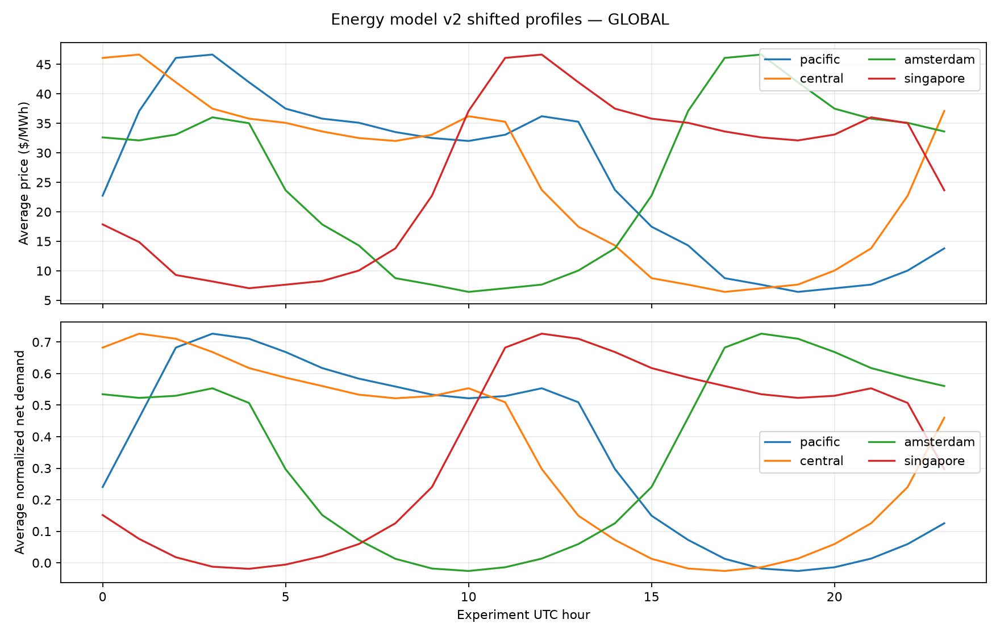 Energy model v2 shifted profiles — GLOBAL
Average price ($/MWh)
45
40
35
30
25
20
15
10
5
pacific
central
amsterdam
singapore
Average normalized net demand
0.7
0.6
0.5
0.4
0.3
0.2
0.1
0.0
pacific
central
amsterdam
singapore
0
5
10
15
20
Experiment UTC hour